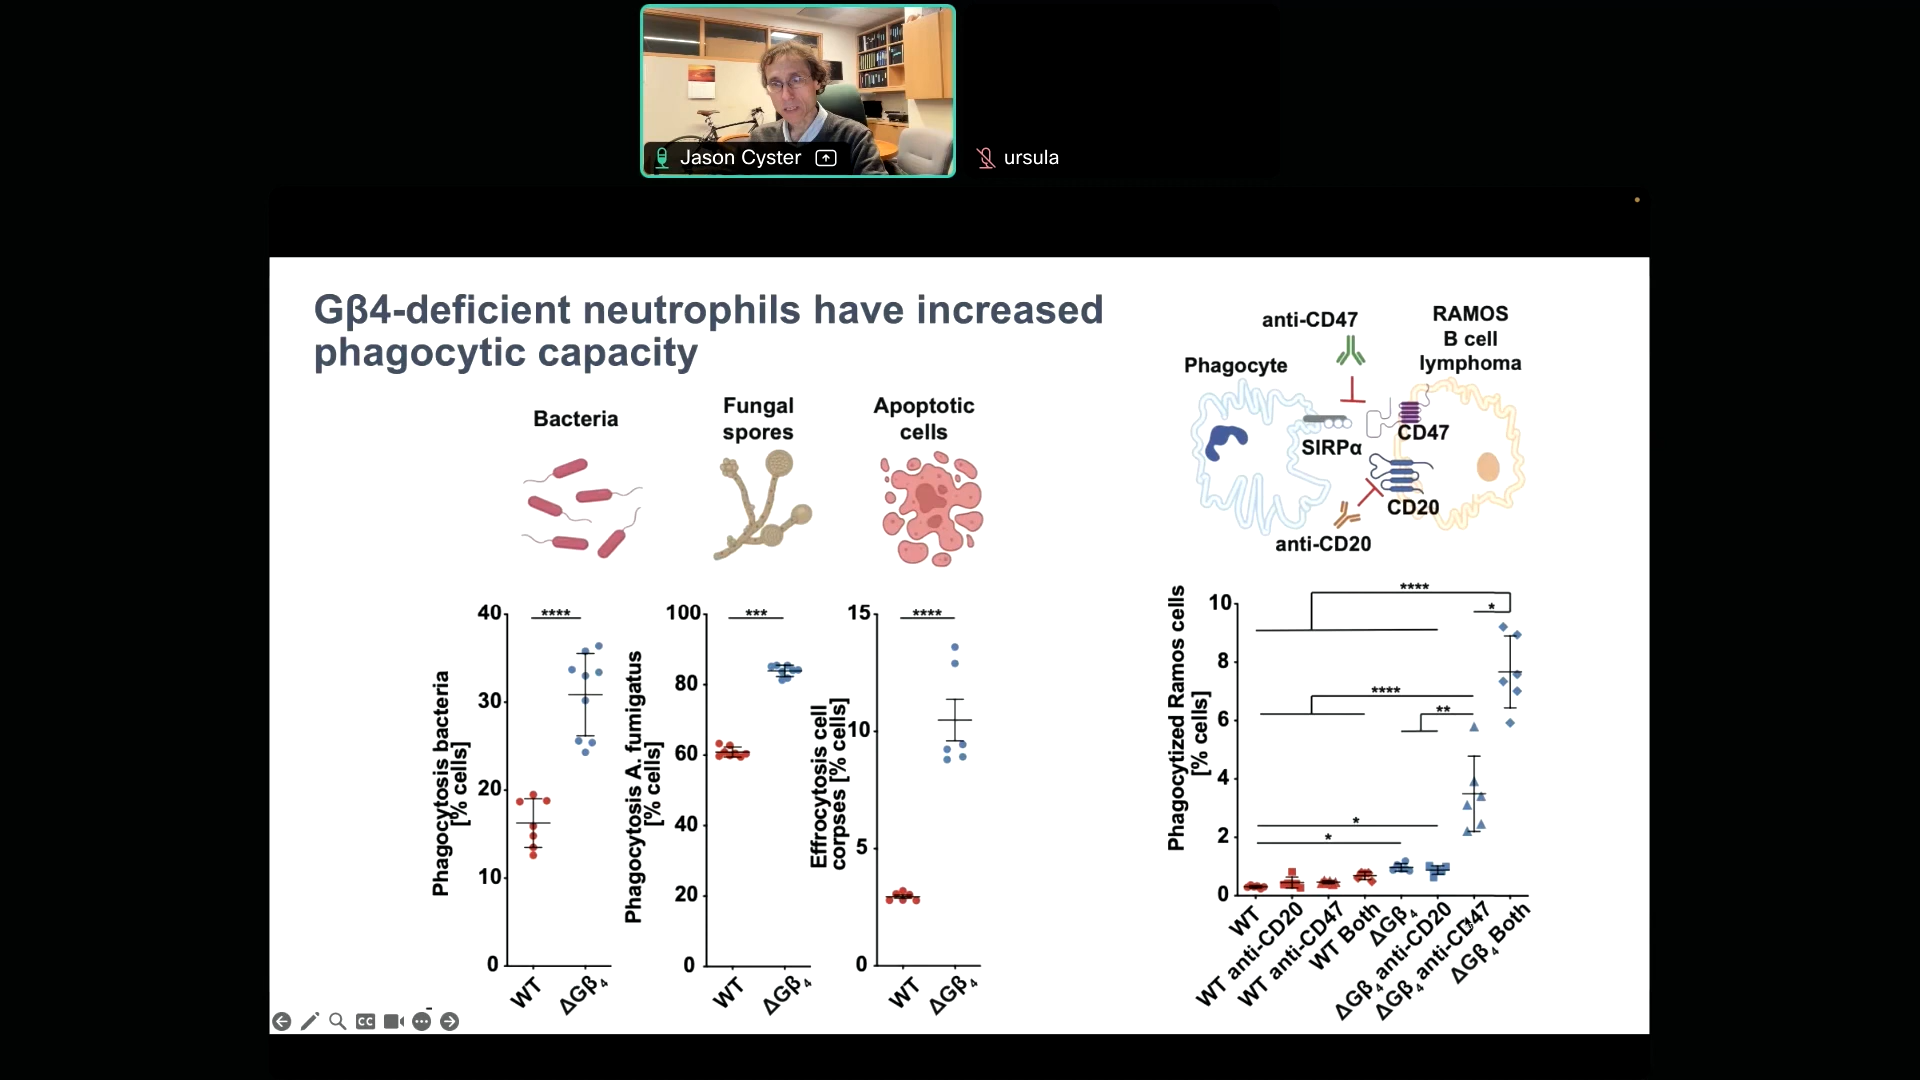 Jason Cyster
ursula
Gβ4-deficient neutrophils have increased
phagocytic capacity
Bacteria
Fungal
spores
Apoptotic
cells
anti-CD47
RAMOS
B cell
lymphoma
Phagocyte
SIRPα
CD47
CD20
anti-CD20
Phagocytosis bacteria
[% cells]
40
30
20
10
0
****
WT
ΔGβ4
Phagocytosis A. fumigatus
[% cells]
100
80
60
40
20
0
***
WT
ΔGβ4
Effrocytosis cell
corpses [% cells]
15
10
5
0
****
WT
ΔGβ4
Phagocytized Ramos cells
[% cells]
10
8
6
4
2
0
****
*
****
**
*
*
WT
WT anti-CD20
WT anti-CD47
WT Both
ΔGβ4
ΔGβ4 anti-CD20
ΔGβ4 anti-CD47
ΔGβ4 Both
CC